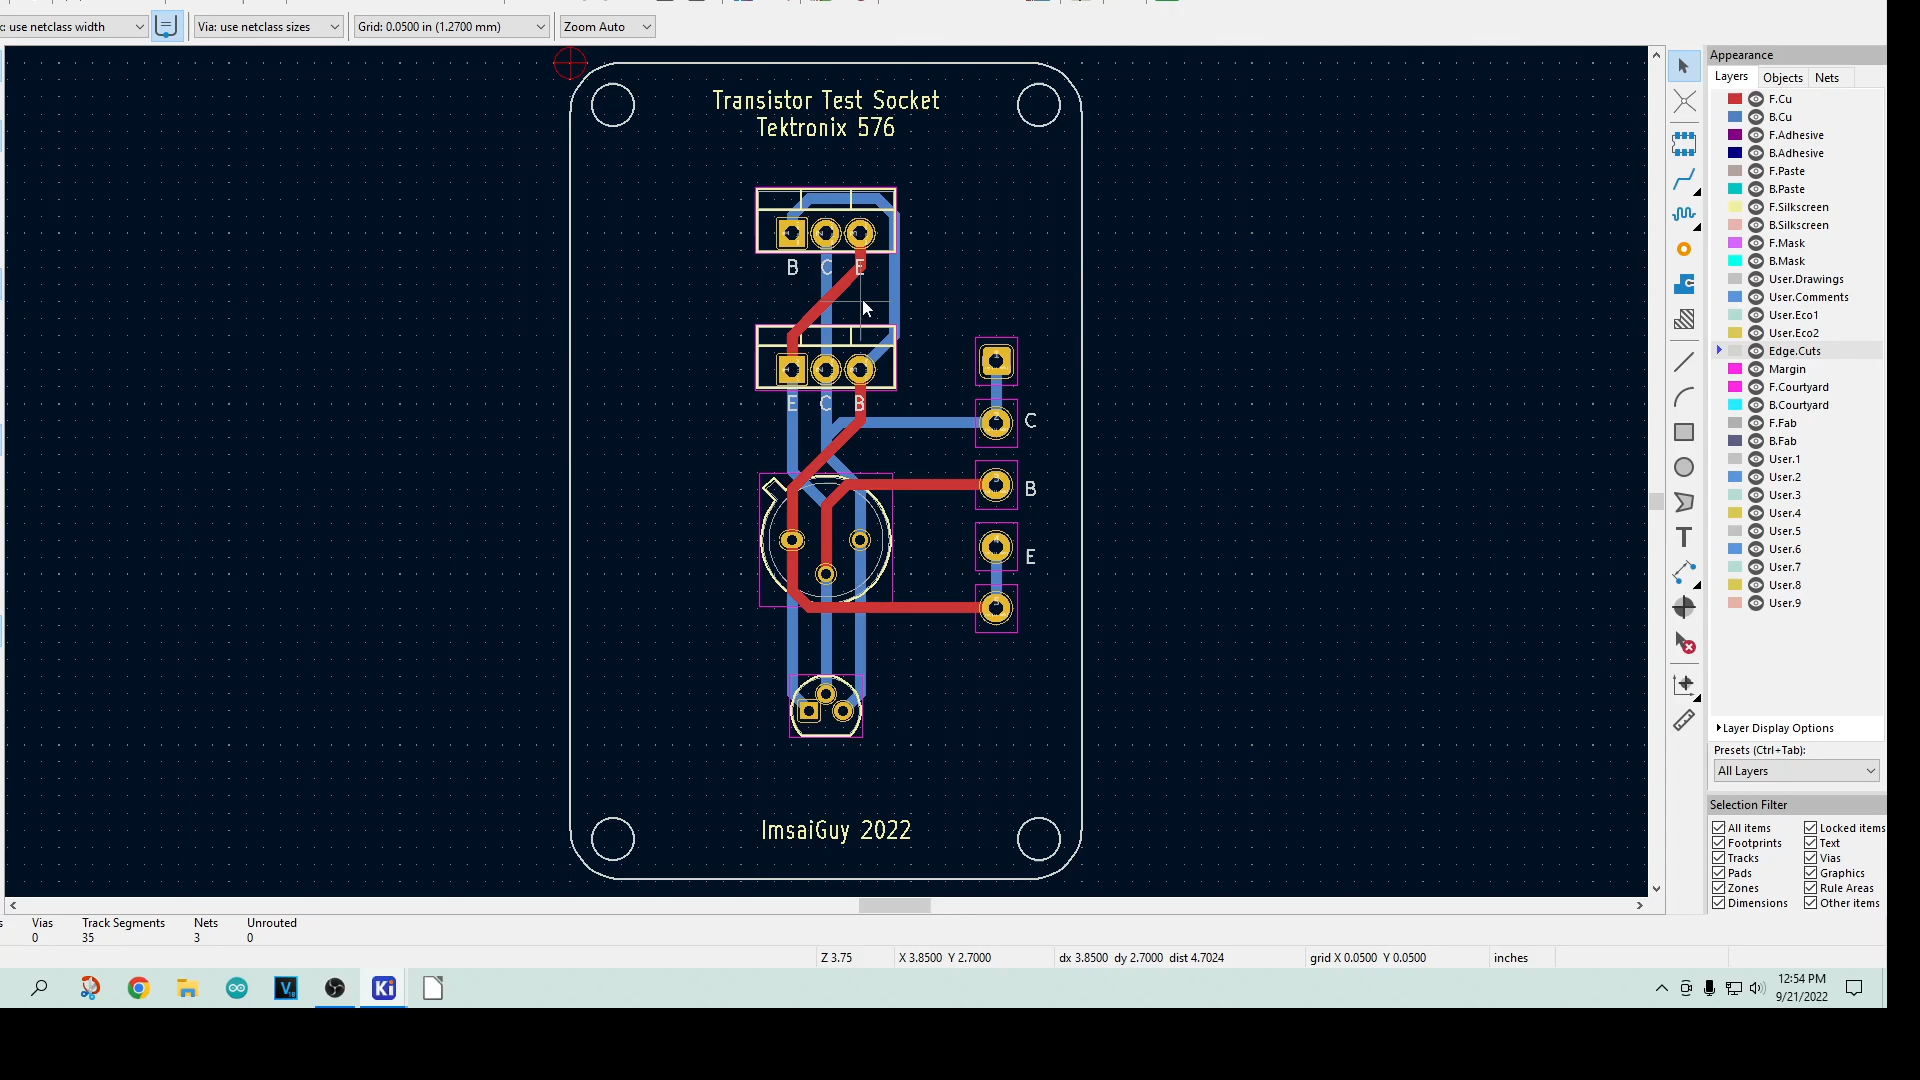 : use netclass width
Via: use netclass sizes
Grid: 0.0500 in (1.2700 mm)
Zoom Auto
Transistor Test Socket
Tektronix 576
B C E
E C B
C
B
E
ImsaiGuy 2022
Appearance
Layers Objects Nets
F.Cu
B.Cu
F.Adhesive
B.Adhesive
F.Paste
B.Paste
F.Silkscreen
B.Silkscreen
F.Mask
B.Mask
User.Drawings
User.Comments
User.Eco1
User.Eco2
Edge.Cuts
Margin
F.Courtyard
B.Courtyard
F.Fab
B.Fab
User.1
User.2
User.3
User.4
User.5
User.6
User.7
User.8
User.9
Layer Display Options
Presets (Ctrl+Tab):
All Layers
Selection Filter
All items Locked items
Footprints Text
Tracks Vias
Pads Graphics
Zones Rule Areas
Dimensions Other items
Vias Track Segments Nets Unrouted
0 35 3 0
Z 3.75 X 3.8500 Y 2.7000 dx 3.8500 dy 2.7000 dist 4.7024 grid X 0.0500 Y 0.0500 inches
Ki
12:54 PM
9/21/2022